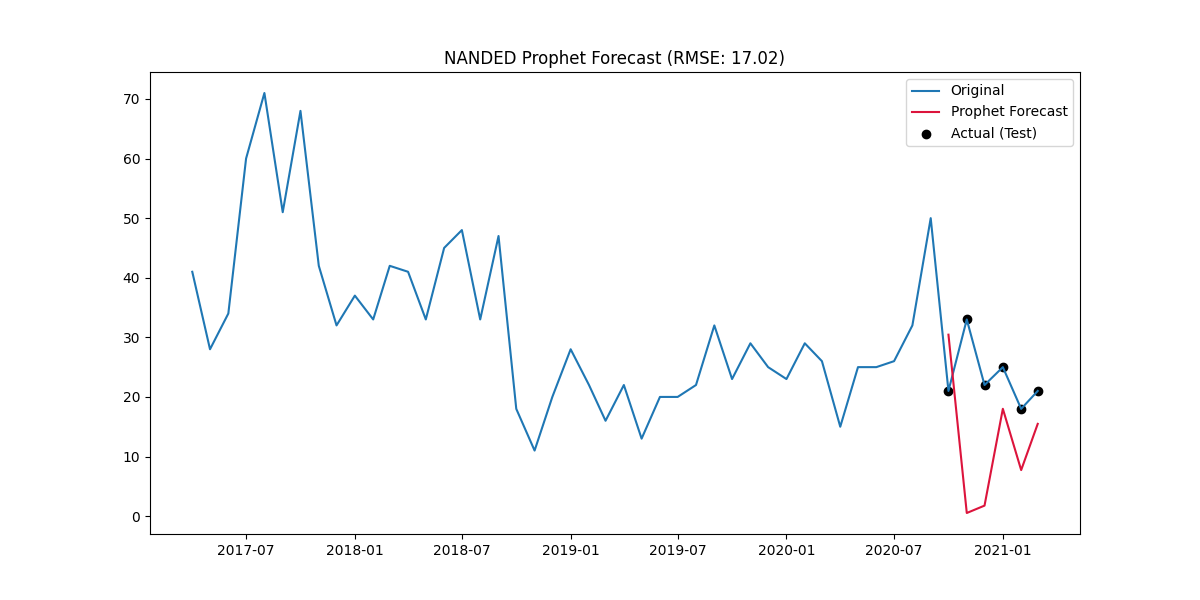 NANDED Prophet Forecast (RMSE: 17.02)
Original
Prophet Forecast
Actual (Test)
70
60
50
40
30
20
10
0
2017-07 2018-01 2018-07 2019-01 2019-07 2020-01 2020-07 2021-01